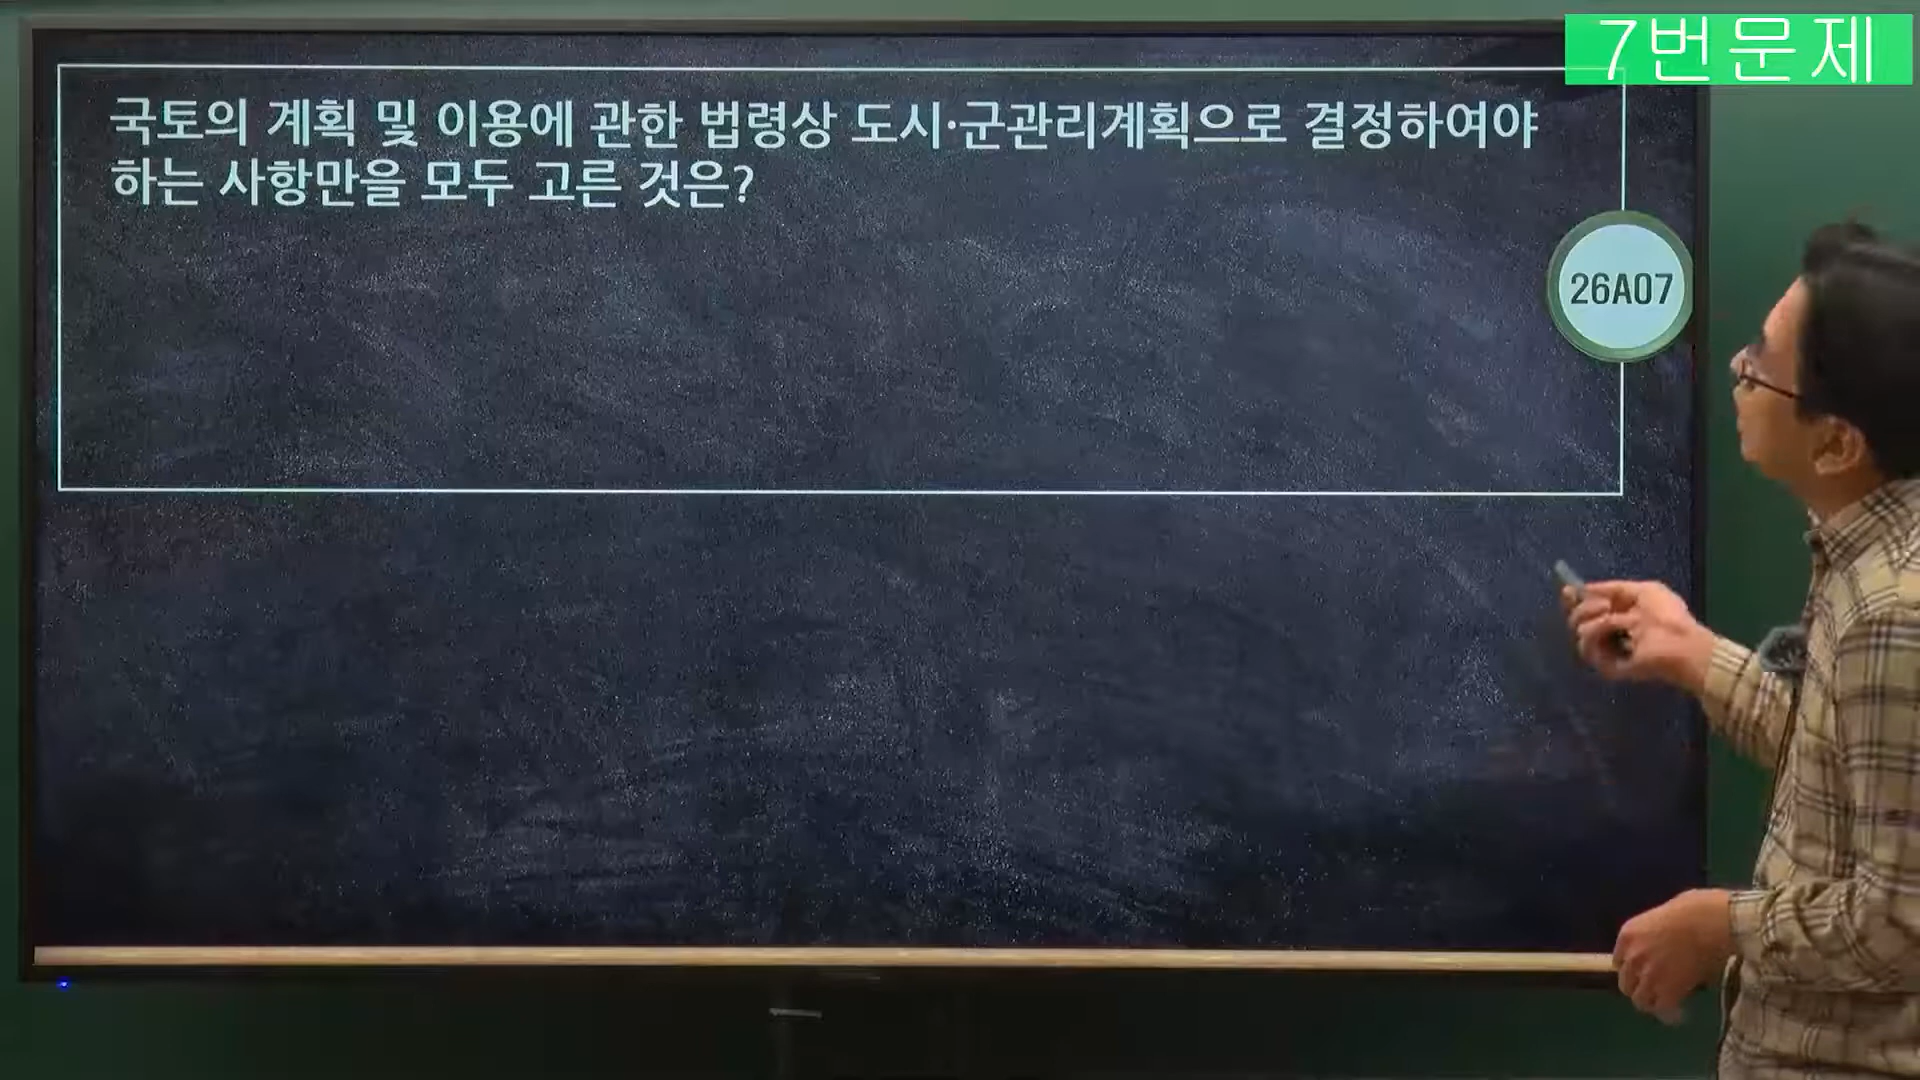 7번문제
국토의 계획 및 이용에 관한 법령상 도시·군관리계획으로 결정하여야
하는 사항만을 모두 고른 것은?
26A07